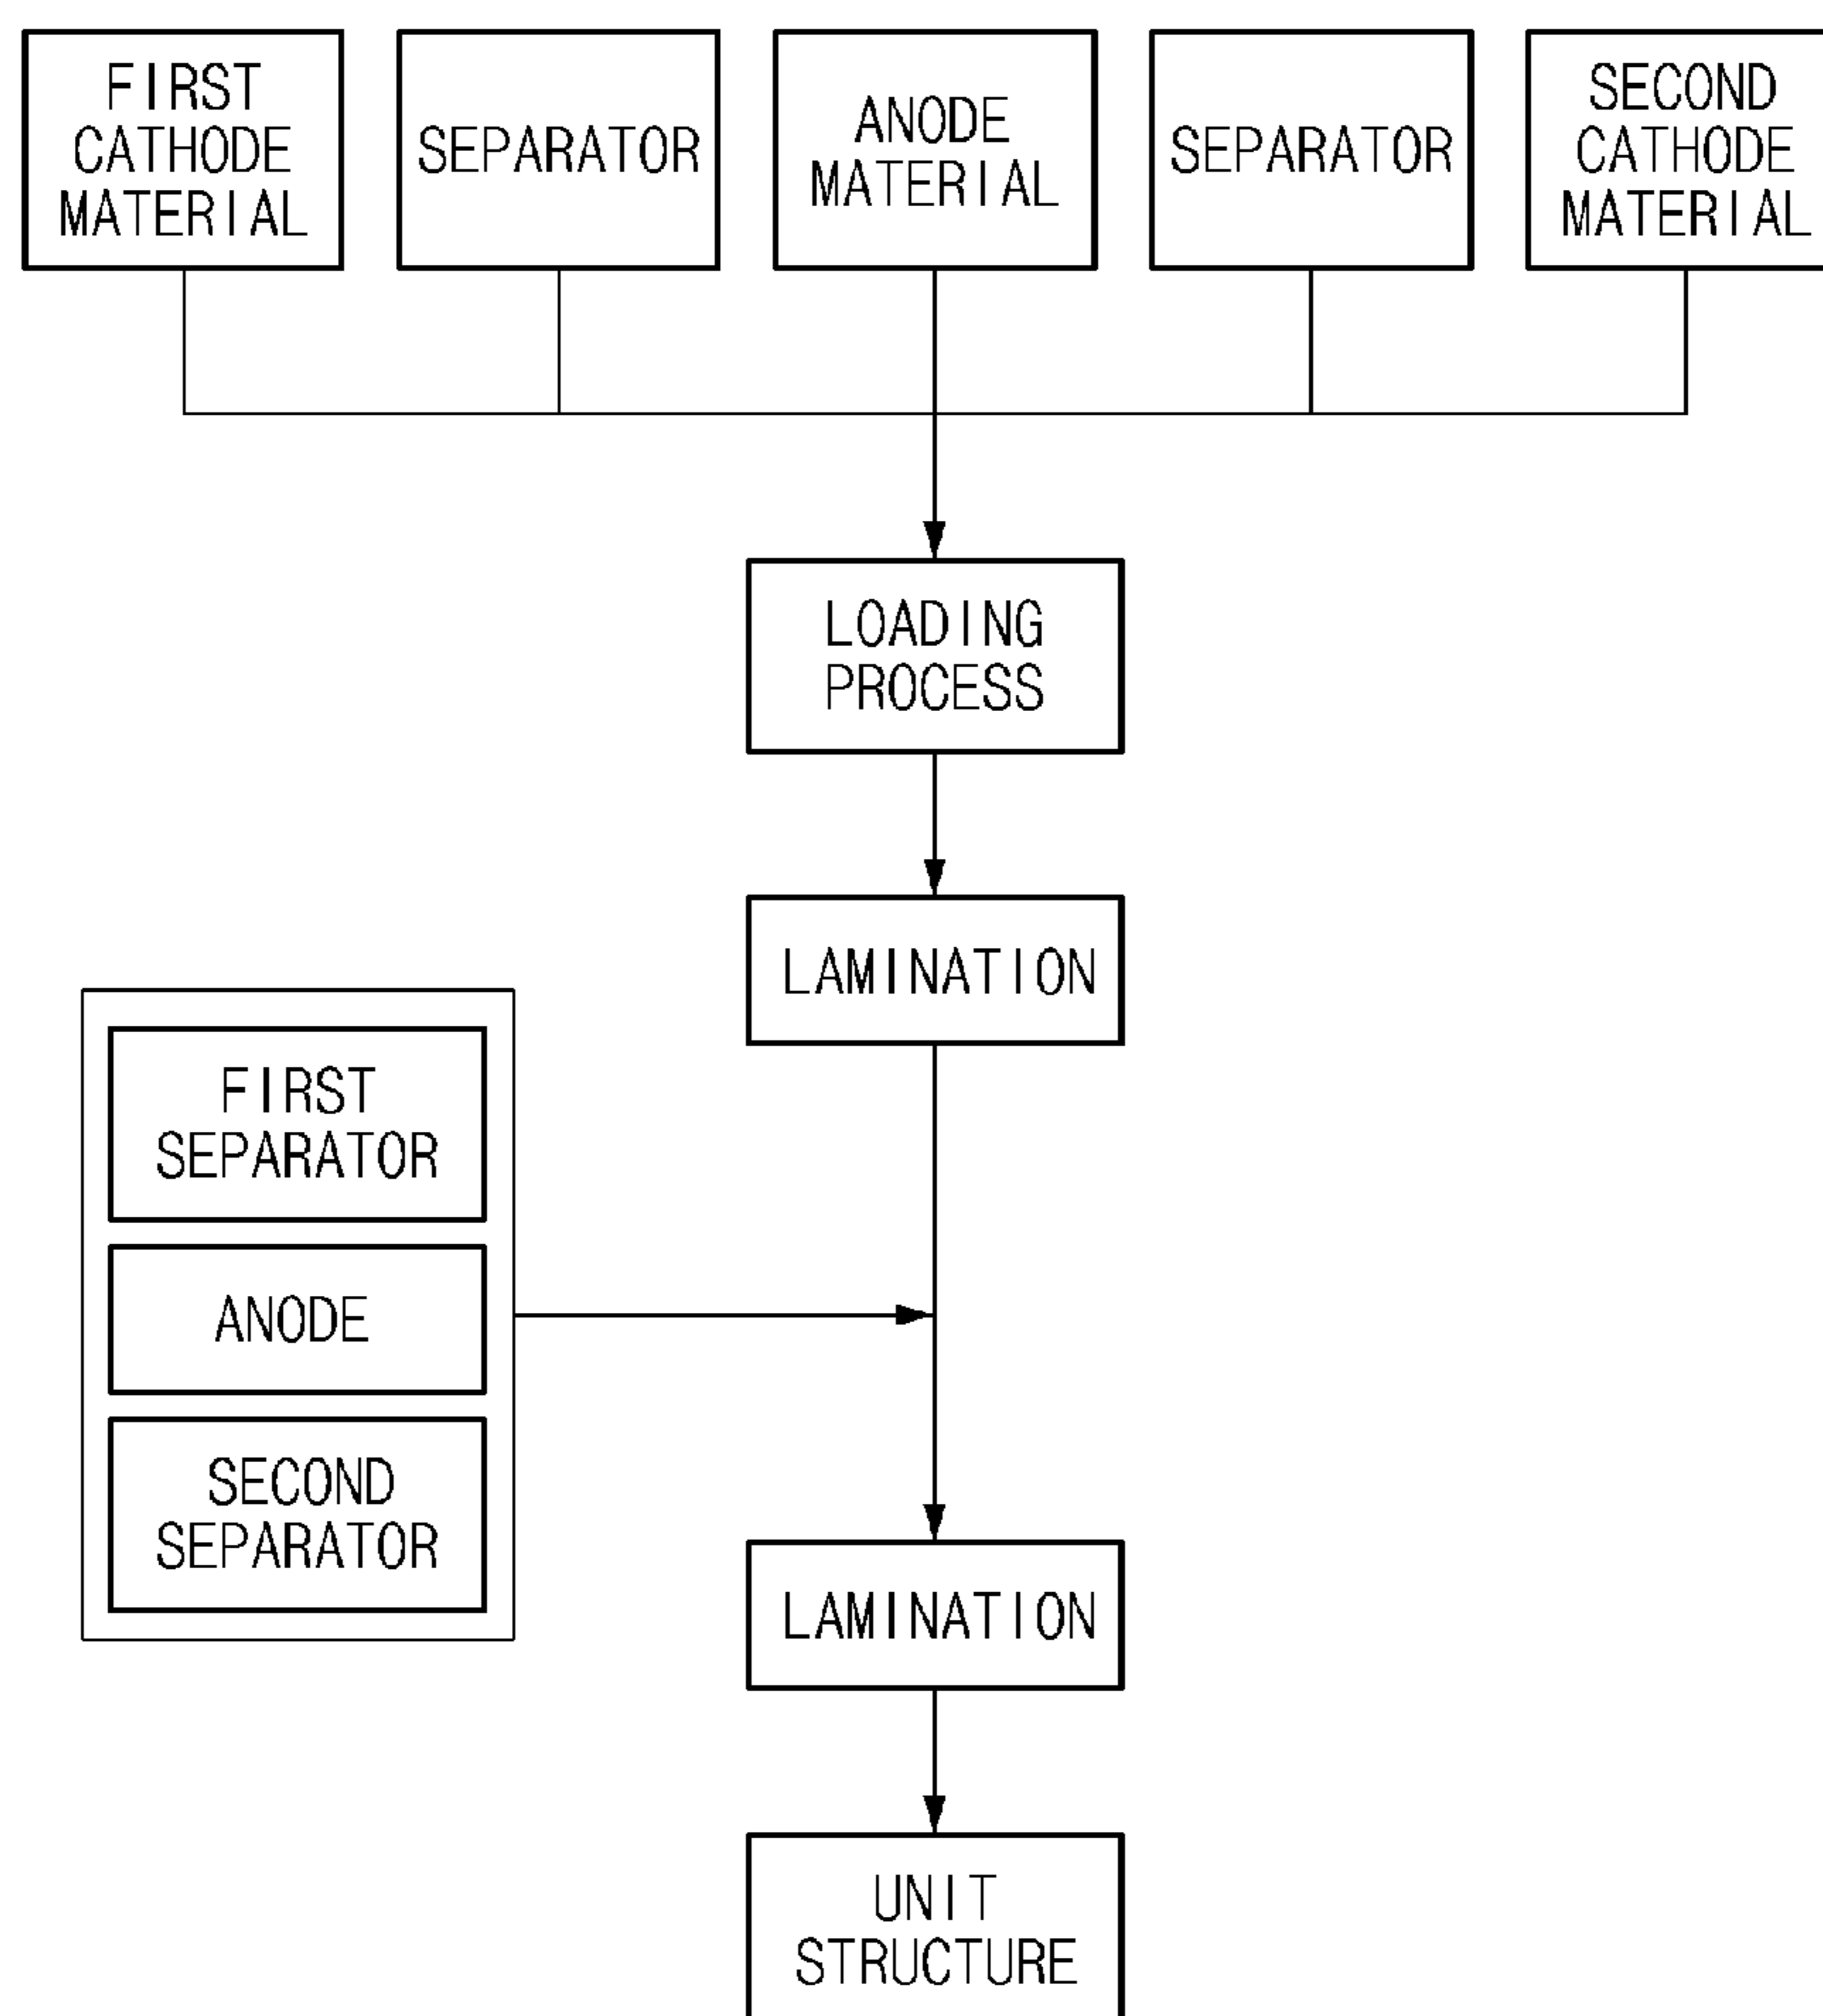 FIRST
CATHODE
MATERIAL
SEPARATOR
ANODE
MATERIAL
SEPARATOR
SECOND
CATHODE
MATERIAL
LOADING
PROCESS
LAMINATION
FIRST
SEPARATOR
ANODE
SECOND
SEPARATOR
LAMINATION
UNIT
STRUCTURE